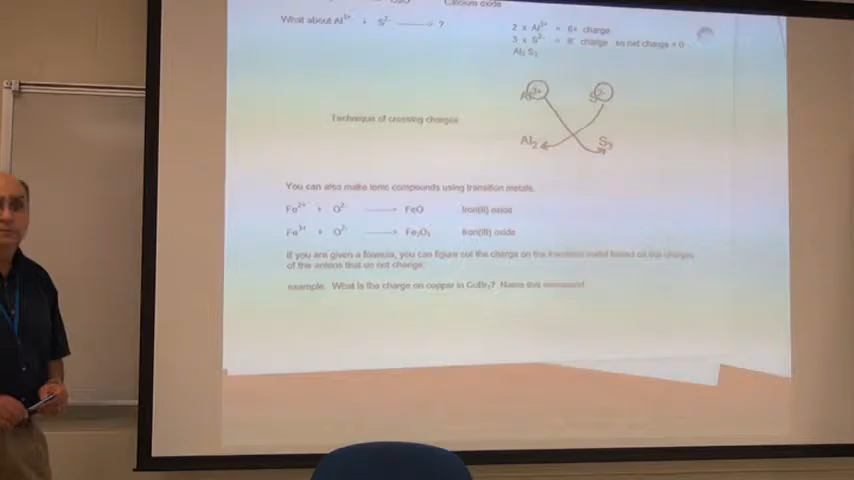 Calcium oxide
What about Al3+ + S2- ———> ?
2 x Al3+ = 6+ charge
3 x S2- = 6- charge so net charge = 0
Al2 S3
3+ S2-
Technique of crossing charges
Al2 S3
You can also make ionic compounds using transition metals.
Fe2+ + O2- ———> FeO Iron(II) oxide
Fe3+ + O2- ———> Fe2O3 Iron(III) oxide
If you are given a formula, you can figure out the charge on the transition metal based on the charges
of the anions that do not change.
example. What is the charge on copper in CuBr2? Name this compound